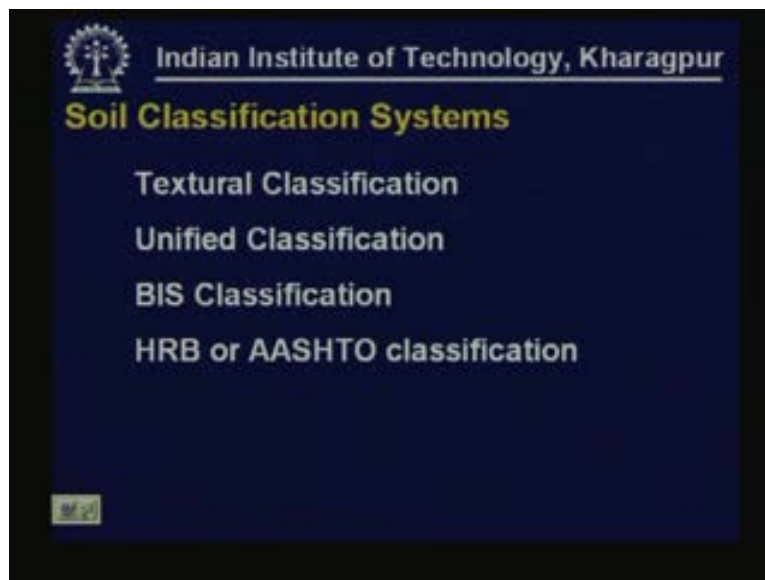 Indian Institute of Technology, Kharagpur
Soil Classification Systems
Textural Classification
Unified Classification
BIS Classification
HRB or AASHTO classification